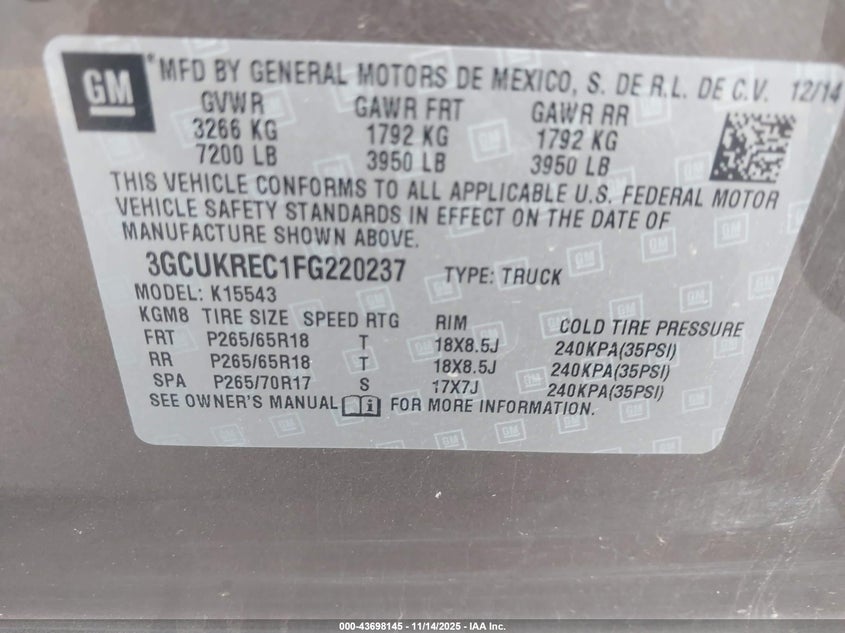 GM
*MFD BY GENERAL MOTORS DE MEXICO, S. DE R.L. DE C.V. 12/14
GVWR GAWR FRT GAWR RR
3266 KG 1792 KG 1792 KG
7200 LB 3950 LB 3950 LB
THIS VEHICLE CONFORMS TO ALL APPLICABLE U.S. FEDERAL MOTOR
VEHICLE SAFETY STANDARDS IN EFFECT ON THE DATE OF
MANUFACTURE SHOWN ABOVE.
3GCUKREC1FG220237 TYPE: TRUCK
MODEL: K15543
KGM8 TIRE SIZE SPEED RTG RIM COLD TIRE PRESSURE
FRT P265/65R18 T 18X8.5J 240KPA(35PSI)
RR P265/65R18 T 18X8.5J 240KPA(35PSI)
SPA P265/70R17 S 17X7J 240KPA(35PSI)
SEE OWNER'S MANUAL i FOR MORE INFORMATION.
000-43698145 - 11/14/2025 - IAA Inc.